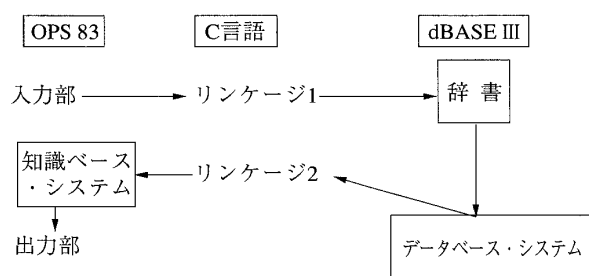 OPS 83 C言語 dBASE III
入力部 リンケージ1 辞書
知識ベース
・システム
リンケージ2
出力部
データベース・システム